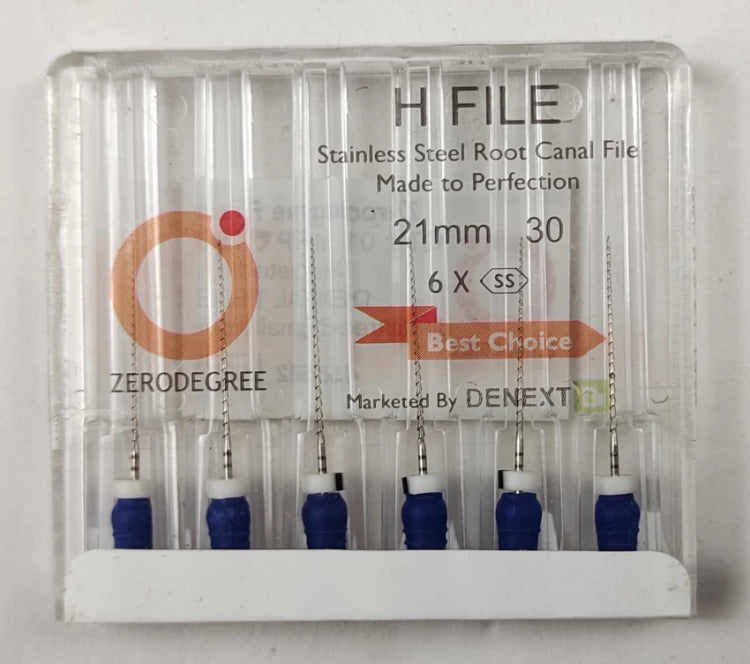 H FILE
Stainless Steel Root Canal File
Made to Perfection
21mm 30
6 X SS
Best Choice
ZERODEGREE
Marketed By DENEXT